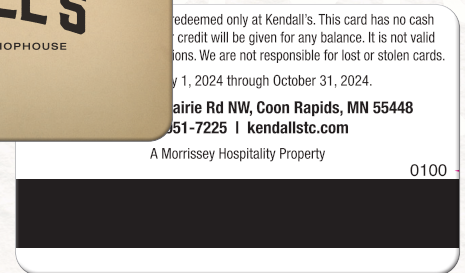 LL'S
HOPHOUSE
redeemed only at Kendall's. This card has no cash
credit will be given for any balance. It is not valid
ions. We are not responsible for lost or stolen cards.
y 1, 2024 through October 31, 2024.
airie Rd NW, Coon Rapids, MN 55448
951-7225 | kendallstc.com
A Morrissey Hospitality Property
0100